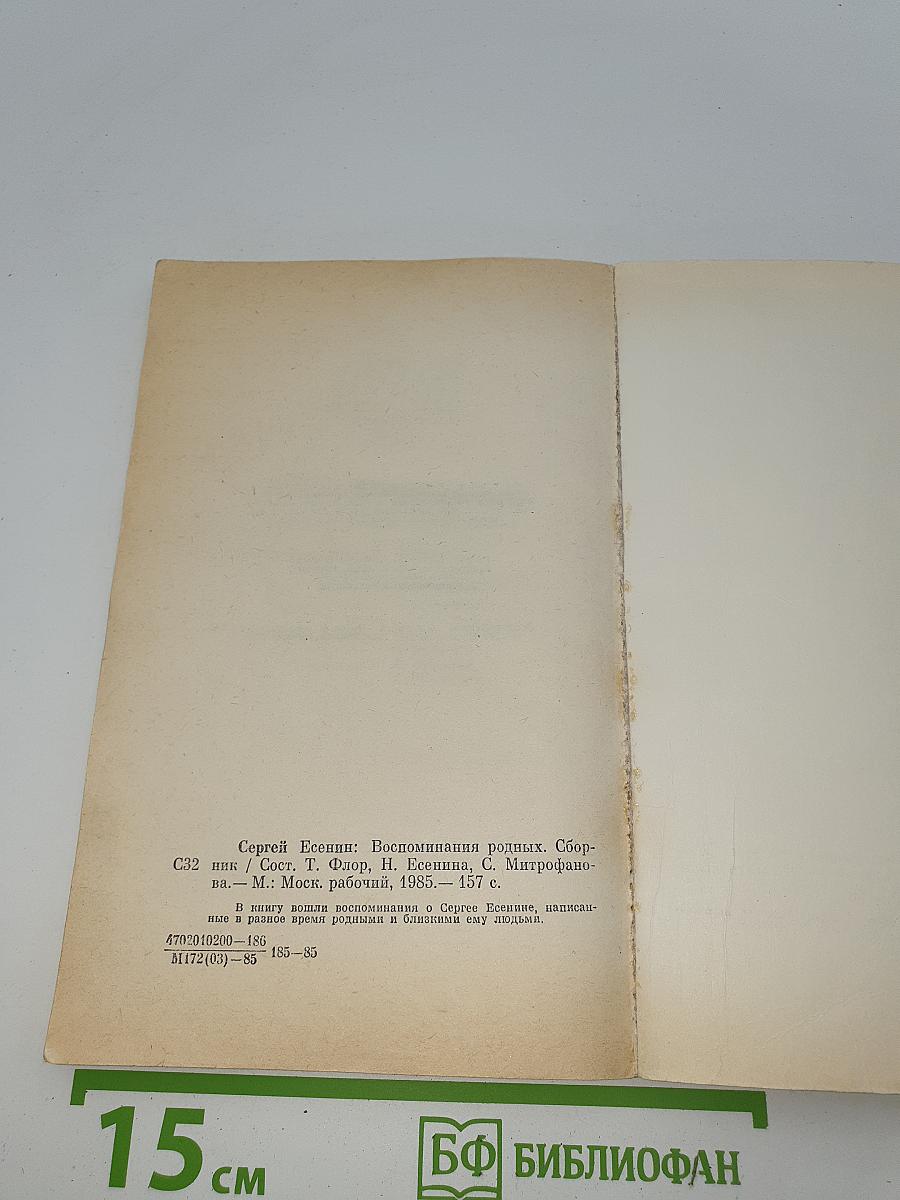 Сергей Есенин: Воспоминания родных. Сбор-
С32 ник / Сост. Т. Флор, Н. Есенина, С. Митрофано-
ва.— М.: Моск. рабочий, 1985.— 157 с.
В книгу вошли воспоминания о Сергее Есенине, написан-
ные в разное время родными и близкими ему людьми.
4702010200—186
М172(03)—85 185—85
15 см
БФ БИБЛИОФАН